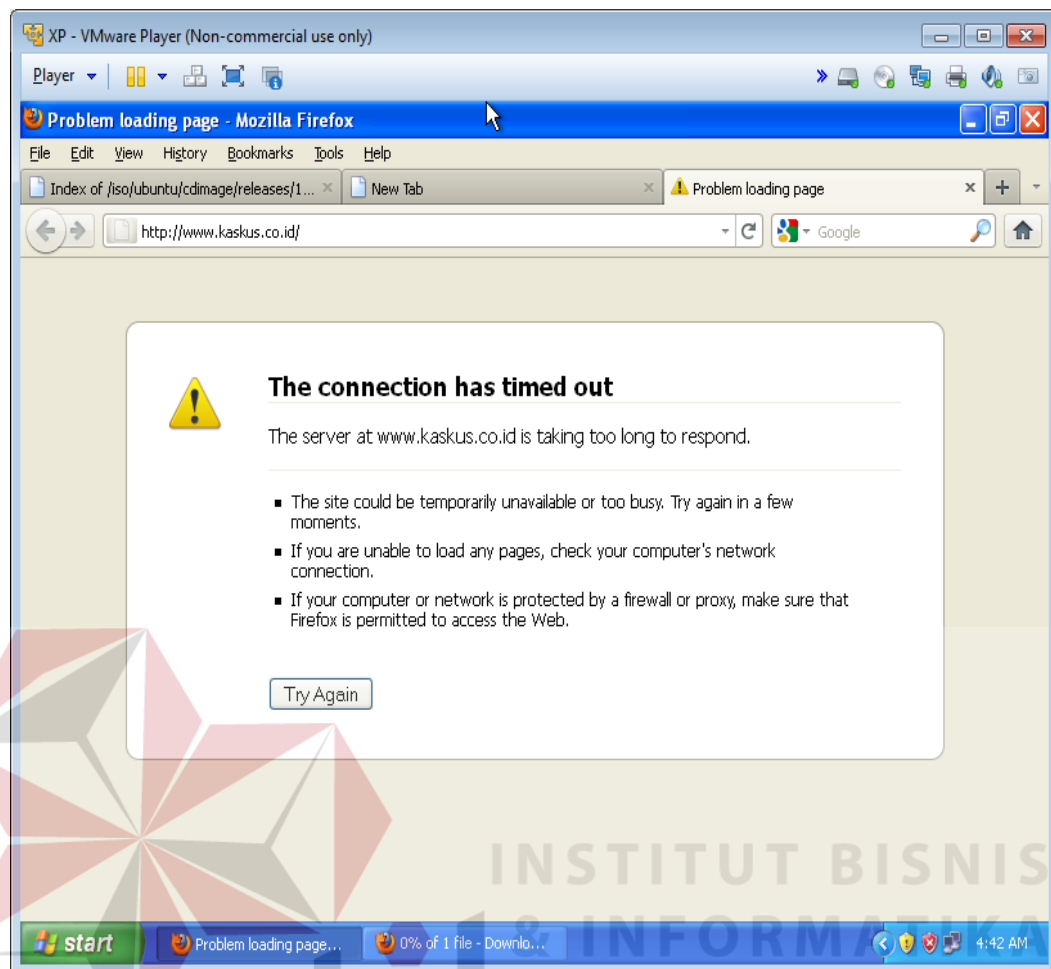 XP - VMware Player (Non-commercial use only)
Player
Problem loading page - Mozilla Firefox
File Edit View History Bookmarks Tools Help
Index of /iso/ubuntu/cdimage/releases/1... New Tab Problem loading page
http://www.kaskus.co.id/ Google
The connection has timed out
The server at www.kaskus.co.id is taking too long to respond.
The site could be temporarily unavailable or too busy. Try again in a few
moments.
If you are unable to load any pages, check your computer's network
connection.
If your computer or network is protected by a firewall or proxy, make sure that
Firefox is permitted to access the Web.
Try Again
INSTITUT BISNIS
& INFORMATIKA
start Problem loading page... 0% of 1 file - Downlo... 4:42 AM